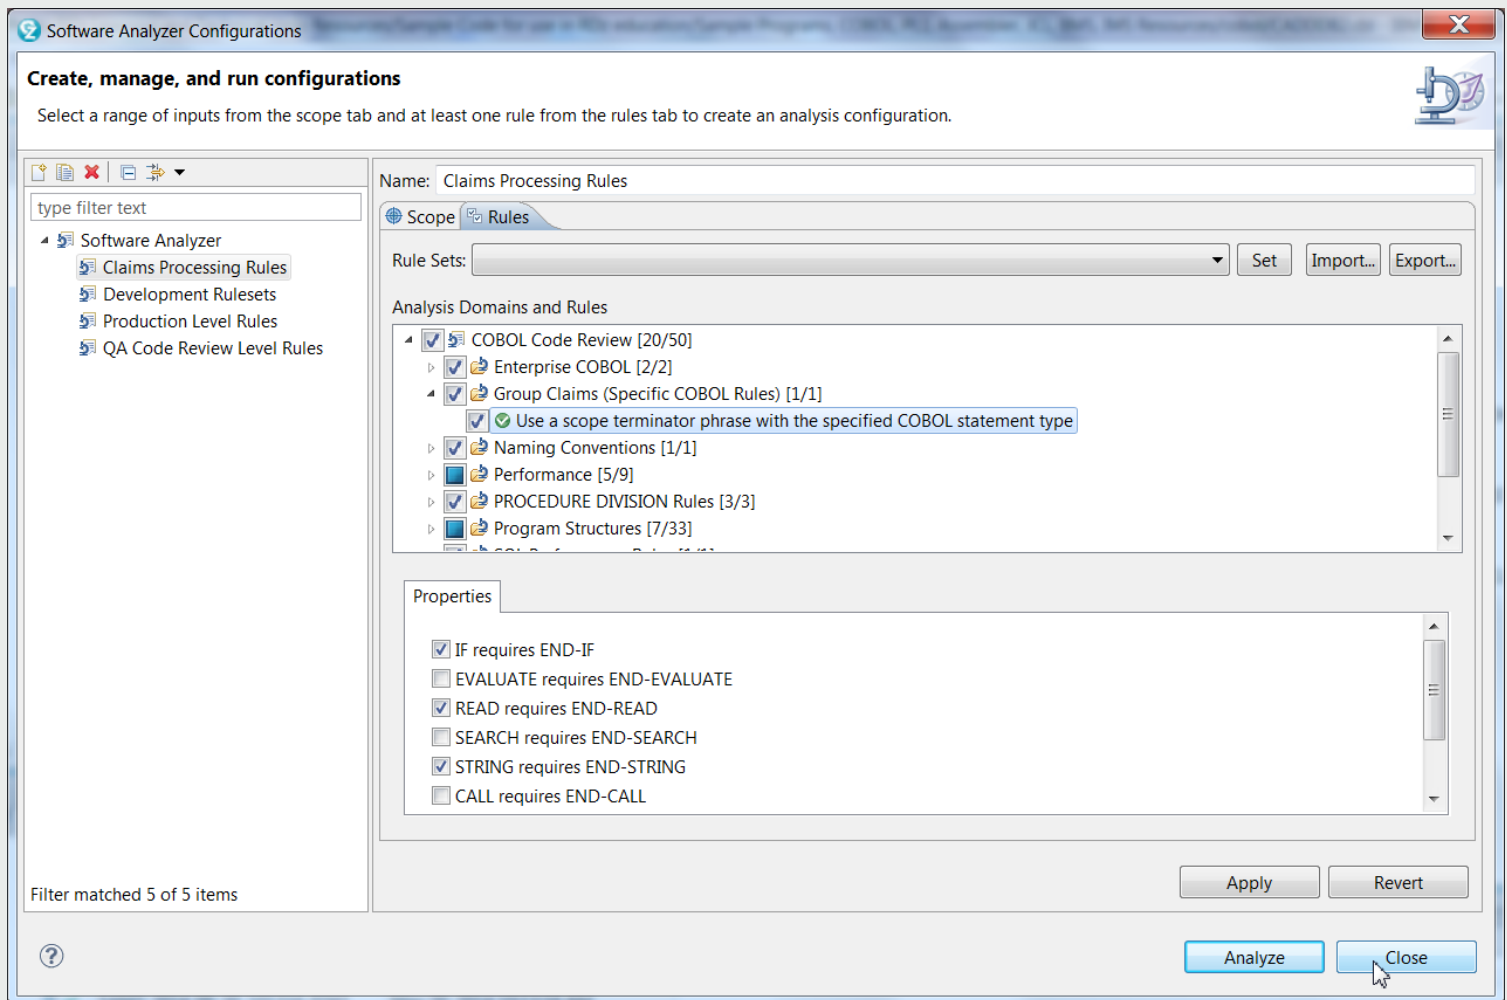 Software Analyzer Configurations
Create, manage, and run configurations
Select a range of inputs from the scope tab and at least one rule from the rules tab to create an analysis configuration.
type filter text
Software Analyzer
Claims Processing Rules
Development Rulesets
Production Level Rules
QA Code Review Level Rules
Filter matched 5 of 5 items
Name: Claims Processing Rules
Scope Rules
Rule Sets: Set Import... Export...
Analysis Domains and Rules
COBOL Code Review [20/50]
Enterprise COBOL [2/2]
Group Claims (Specific COBOL Rules) [1/1]
Use a scope terminator phrase with the specified COBOL statement type
Naming Conventions [1/1]
Performance [5/9]
PROCEDURE DIVISION Rules [3/3]
Program Structures [7/33]
Properties
IF requires END-IF
EVALUATE requires END-EVALUATE
READ requires END-READ
SEARCH requires END-SEARCH
STRING requires END-STRING
CALL requires END-CALL
Apply Revert
? Analyze Close